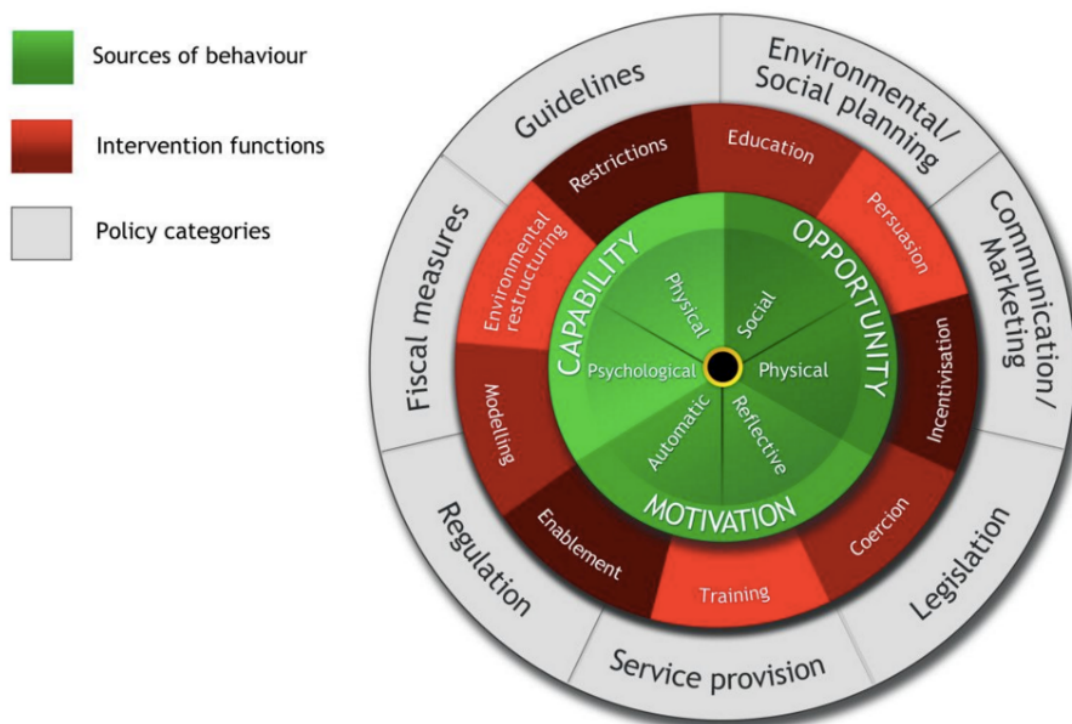 Sources of behaviour
Intervention functions
Policy categories
Guidelines
Environmental/
Social planning
Communication/
Marketing
Legislation
Service provision
Regulation
Fiscal measures
Restrictions
Education
Persuasion
Incentivisation
Coercion
Training
Enablement
Modelling
Environmental
restructuring
CAPABILITY
OPPORTUNITY
MOTIVATION
Physical
Social
Physical
Reflective
Automatic
Psychological